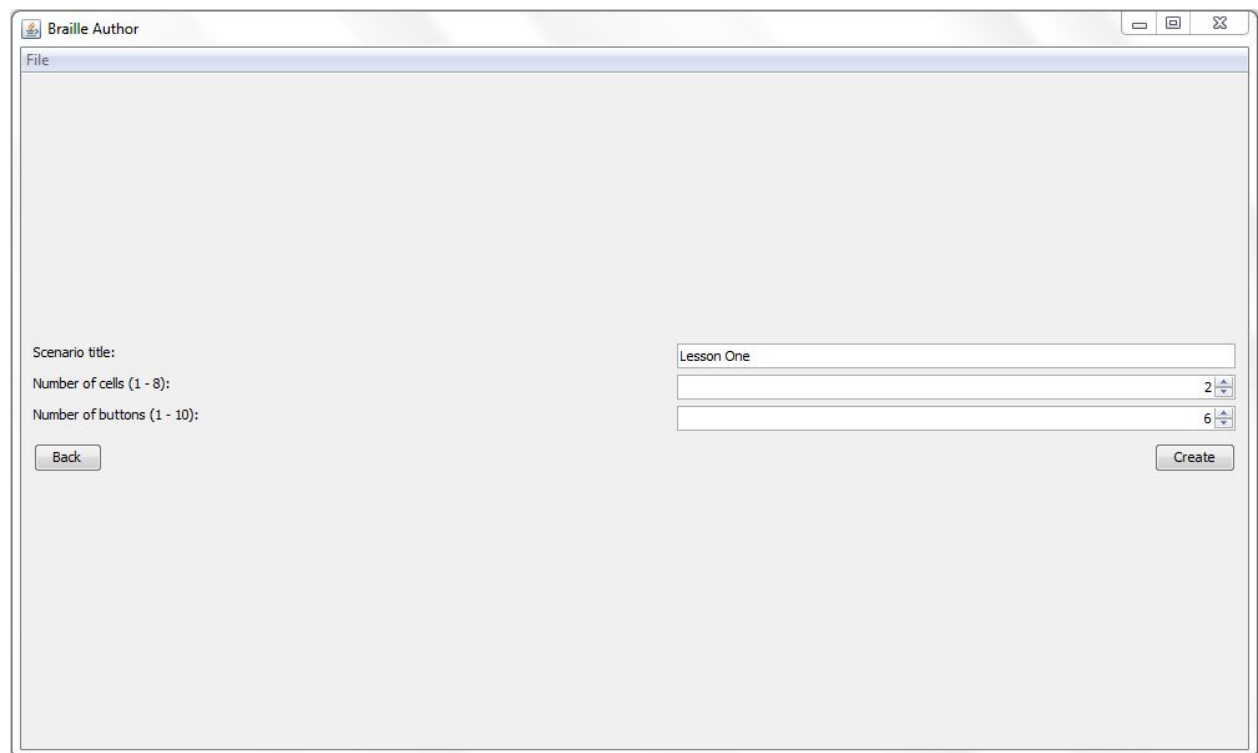 Braille Author
File
Scenario title: Lesson One
Number of cells (1 - 8): 2
Number of buttons (1 - 10): 6
Back Create